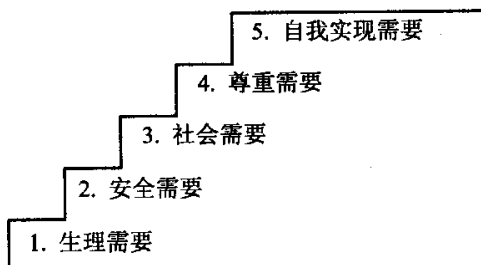 5. 自我实现需要
4. 尊重需要
3. 社会需要
2. 安全需要
1. 生理需要